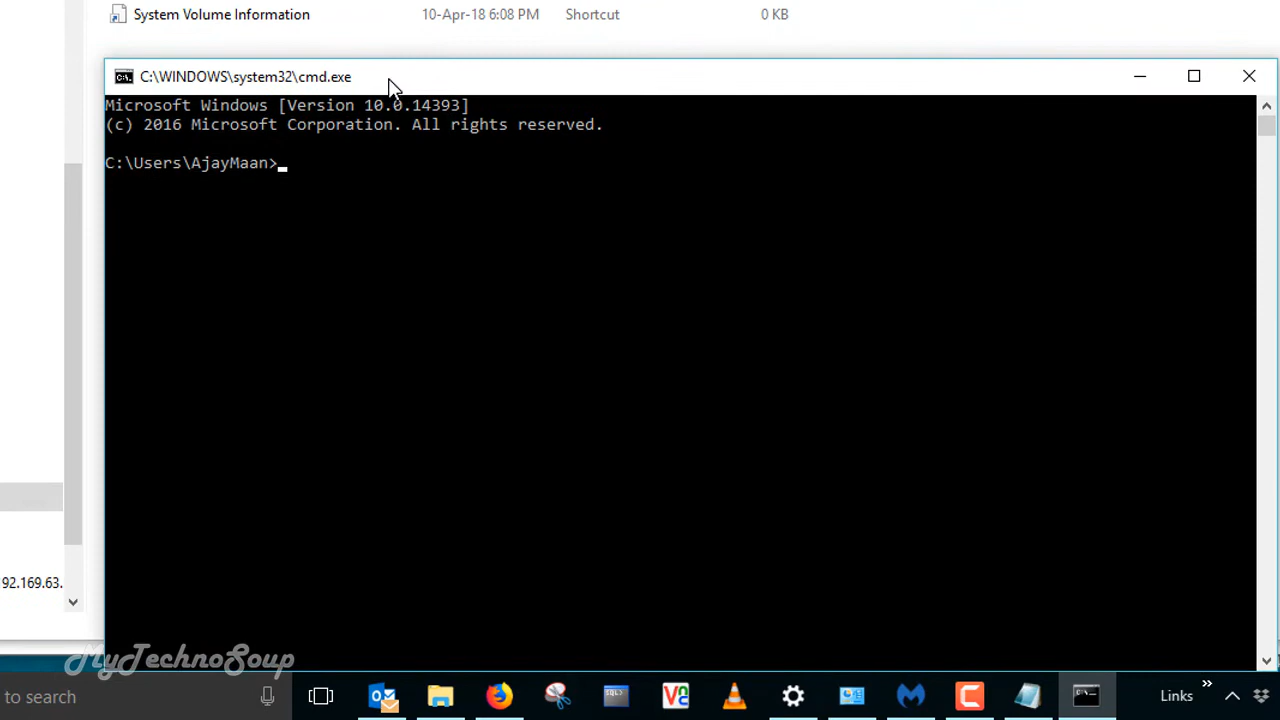 System Volume Information 10-Apr-18 6:08 PM Shortcut 0 KB
C:\WINDOWS\system32\cmd.exe
Microsoft Windows [Version 10.0.14393]
(c) 2016 Microsoft Corporation. All rights reserved.
C:\Users\AjayMaan>
92.169.63.
MyTechnoSoup
to search
Links